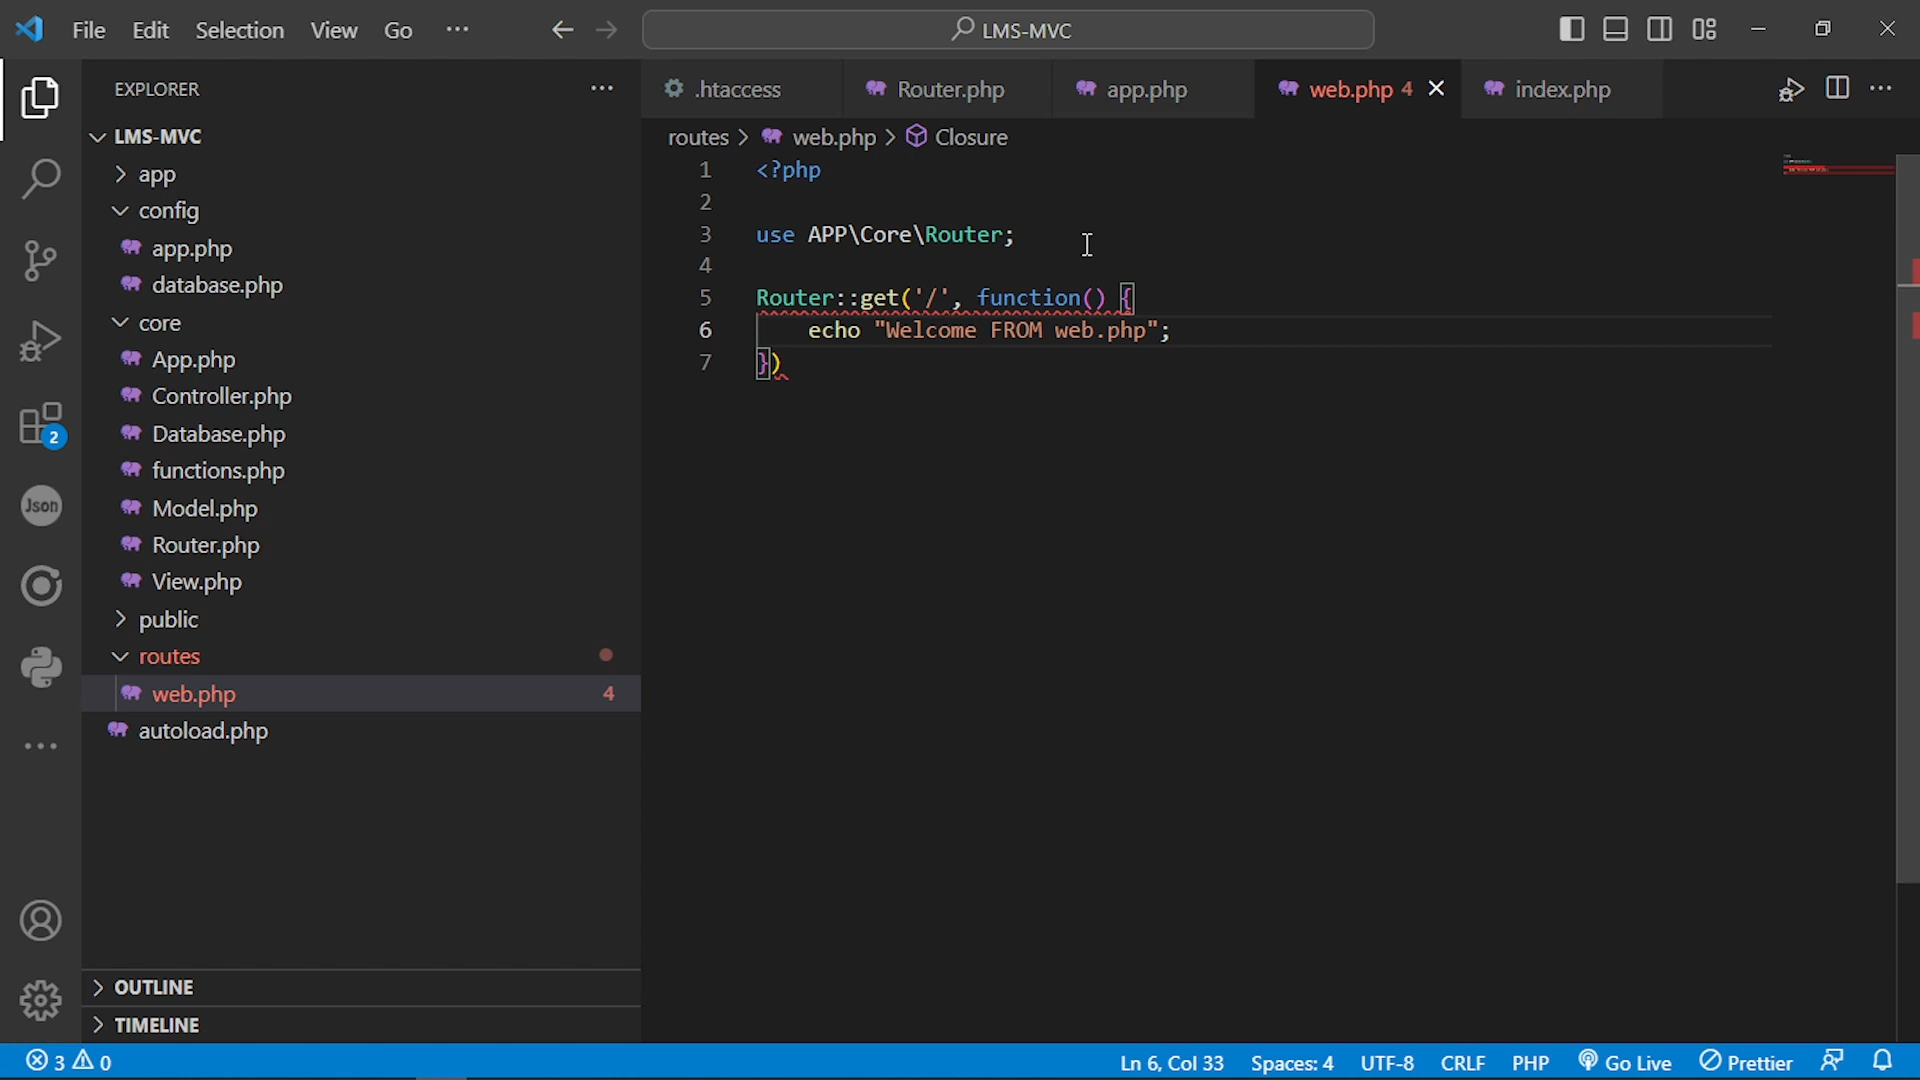 File Edit Selection View Go ···
LMS-MVC
EXPLORER ···
.htaccess
Router.php
app.php
web.php 4
index.php
routes > web.php > Closure
LMS-MVC
app
config
app.php
database.php
core
App.php
Controller.php
Database.php
functions.php
Model.php
Router.php
View.php
public
routes
web.php 4
autoload.php
OUTLINE
TIMELINE
Json
2
1 <?php
2
3 use APP\Core\Router;
4
5 Router::get('/', function() {
6     echo "Welcome FROM web.php";
7 })
3 0
Ln 6, Col 33 Spaces: 4 UTF-8 CRLF PHP Go Live Prettier